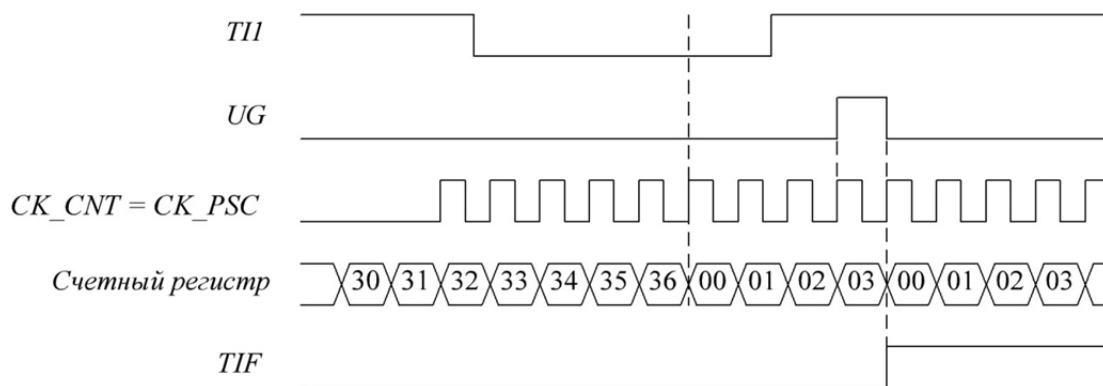 TI1
UG
CK_CNT = CK_PSC
Счетный регистр 30 31 32 33 34 35 36 00 01 02 03 00 01 02 03
TIF